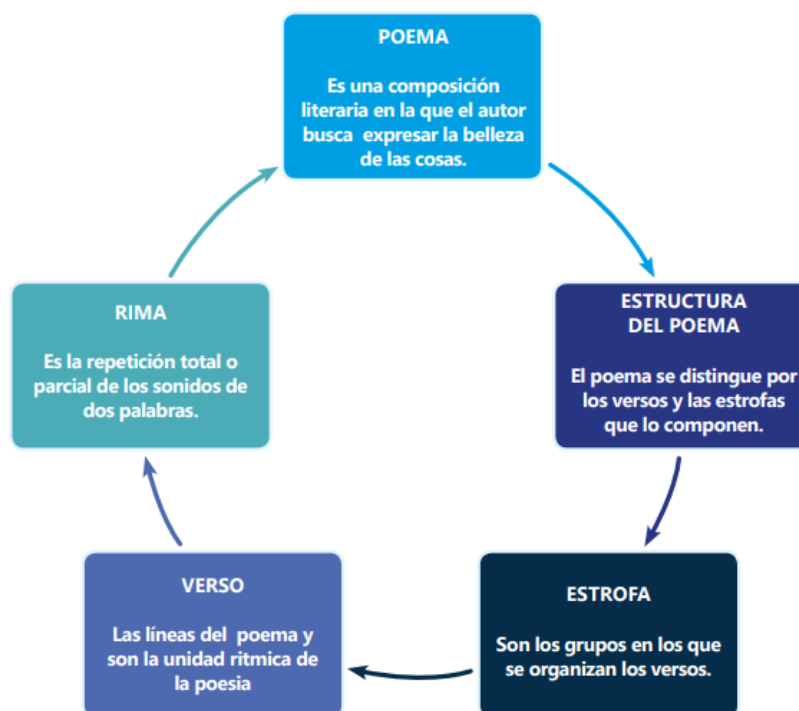 POEMA
Es una composición
literaria en la que el autor
busca expresar la belleza
de las cosas.
ESTRUCTURA
DEL POEMA
El poema se distingue por
los versos y las estrofas
que lo componen.
ESTROFA
Son los grupos en los que
se organizan los versos.
VERSO
Las líneas del poema y
son la unidad ritmica de
la poesia
RIMA
Es la repetición total o
parcial de los sonidos de
dos palabras.